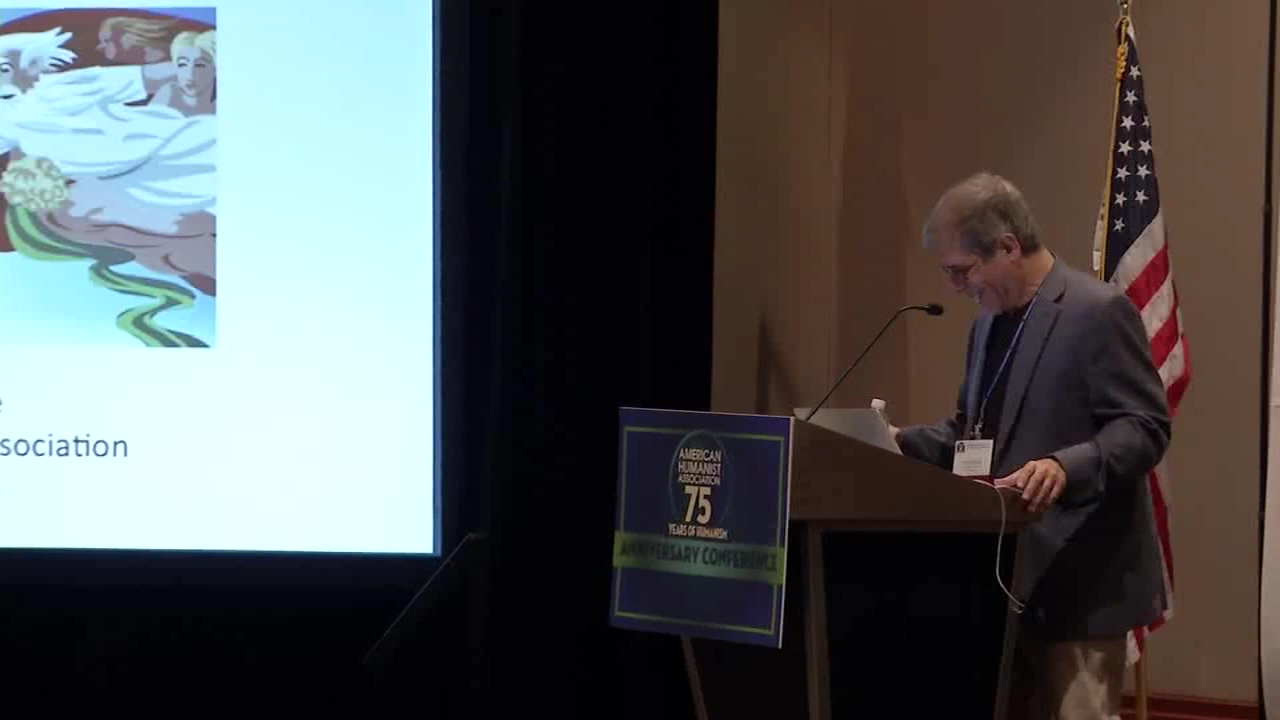 sociation
AMERICAN
HUMANIST
ASSOCIATION
75
YEARS OF HUMANISM
ANNIVERSARY CONFERENCE